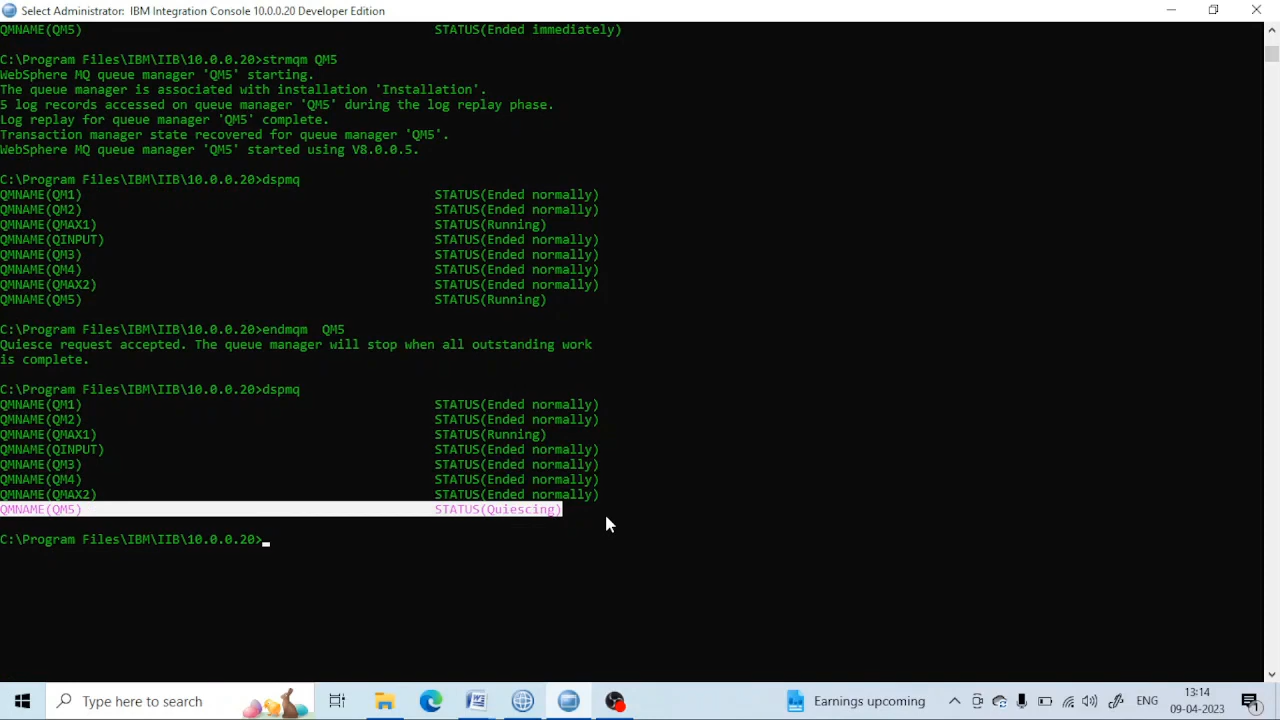 Select Administrator: IBM Integration Console 10.0.0.20 Developer Edition
QMNAME(QM5) STATUS(Ended immediately)
C:\Program Files\IBM\IIB\10.0.0.20>strmqm QM5
WebSphere MQ queue manager 'QM5' starting.
The queue manager is associated with installation 'Installation'.
5 log records accessed on queue manager 'QM5' during the log replay phase.
Log replay for queue manager 'QM5' complete.
Transaction manager state recovered for queue manager 'QM5'.
WebSphere MQ queue manager 'QM5' started using V8.0.0.5.
C:\Program Files\IBM\IIB\10.0.0.20>dspmq
QMNAME(QM1) STATUS(Ended normally)
QMNAME(QM2) STATUS(Ended normally)
QMNAME(QMAX1) STATUS(Running)
QMNAME(QINPUT) STATUS(Ended normally)
QMNAME(QM3) STATUS(Ended normally)
QMNAME(QM4) STATUS(Ended normally)
QMNAME(QMAX2) STATUS(Ended normally)
QMNAME(QM5) STATUS(Running)
C:\Program Files\IBM\IIB\10.0.0.20>endmqm  QM5
Quiesce request accepted. The queue manager will stop when all outstanding work
is complete.
C:\Program Files\IBM\IIB\10.0.0.20>dspmq
QMNAME(QM1) STATUS(Ended normally)
QMNAME(QM2) STATUS(Ended normally)
QMNAME(QMAX1) STATUS(Running)
QMNAME(QINPUT) STATUS(Ended normally)
QMNAME(QM3) STATUS(Ended normally)
QMNAME(QM4) STATUS(Ended normally)
QMNAME(QMAX2) STATUS(Ended normally)
QMNAME(QM5) STATUS(Quiescing)
C:\Program Files\IBM\IIB\10.0.0.20>
Type here to search
Earnings upcoming
ENG
3:14
09-04-2023
1